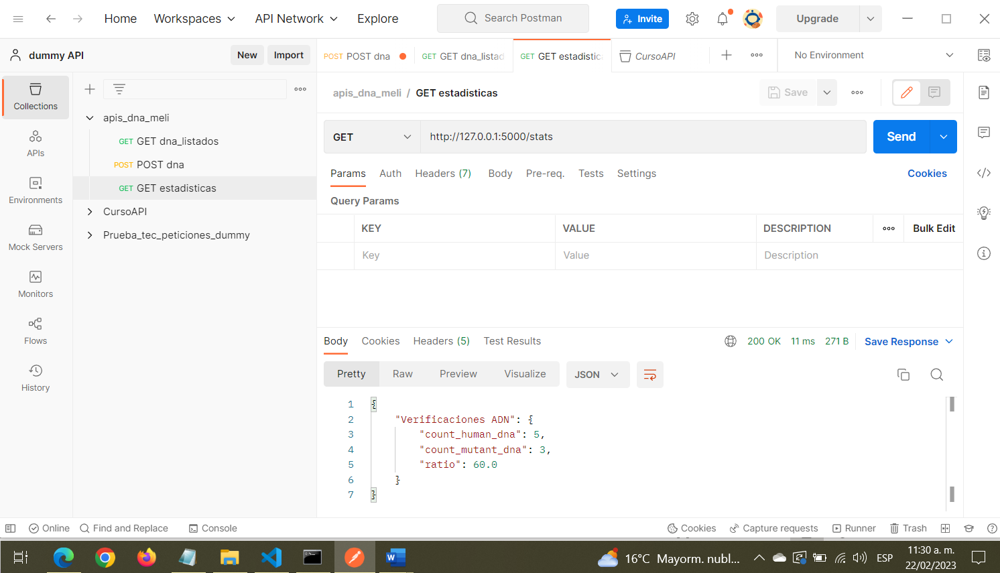 Home
Workspaces
API Network
Explore
Search Postman
Invite
Upgrade
dummy API
New
Import
POST POST dna
GET GET dna_listad
GET GET estadistic
CursoAPI
No Environment
Collections
APIs
Environments
Mock Servers
Monitors
Flows
History
apis_dna_meli
GET GET dna_listados
POST POST dna
GET GET estadisticas
CursoAPI
Prueba_tec_peticiones_dummy
apis_dna_meli / GET estadisticas
Save
GET
http://127.0.0.1:5000/stats
Send
Params
Auth
Headers (7)
Body
Pre-req.
Tests
Settings
Cookies
Query Params
KEY
VALUE
DESCRIPTION
Bulk Edit
Key
Value
Description
Body
Cookies
Headers (5)
Test Results
200 OK
11 ms
271 B
Save Response
Pretty
Raw
Preview
Visualize
JSON
1 {
2 "Verificaciones ADN": {
3 "count_human_dna": 5,
4 "count_mutant_dna": 3,
5 "ratio": 60.0
6 }
7 }
Online
Find and Replace
Console
Cookies
Capture requests
Runner
Trash
16°C Mayorm. nubl...
ESP
11:30 a. m.
22/02/2023